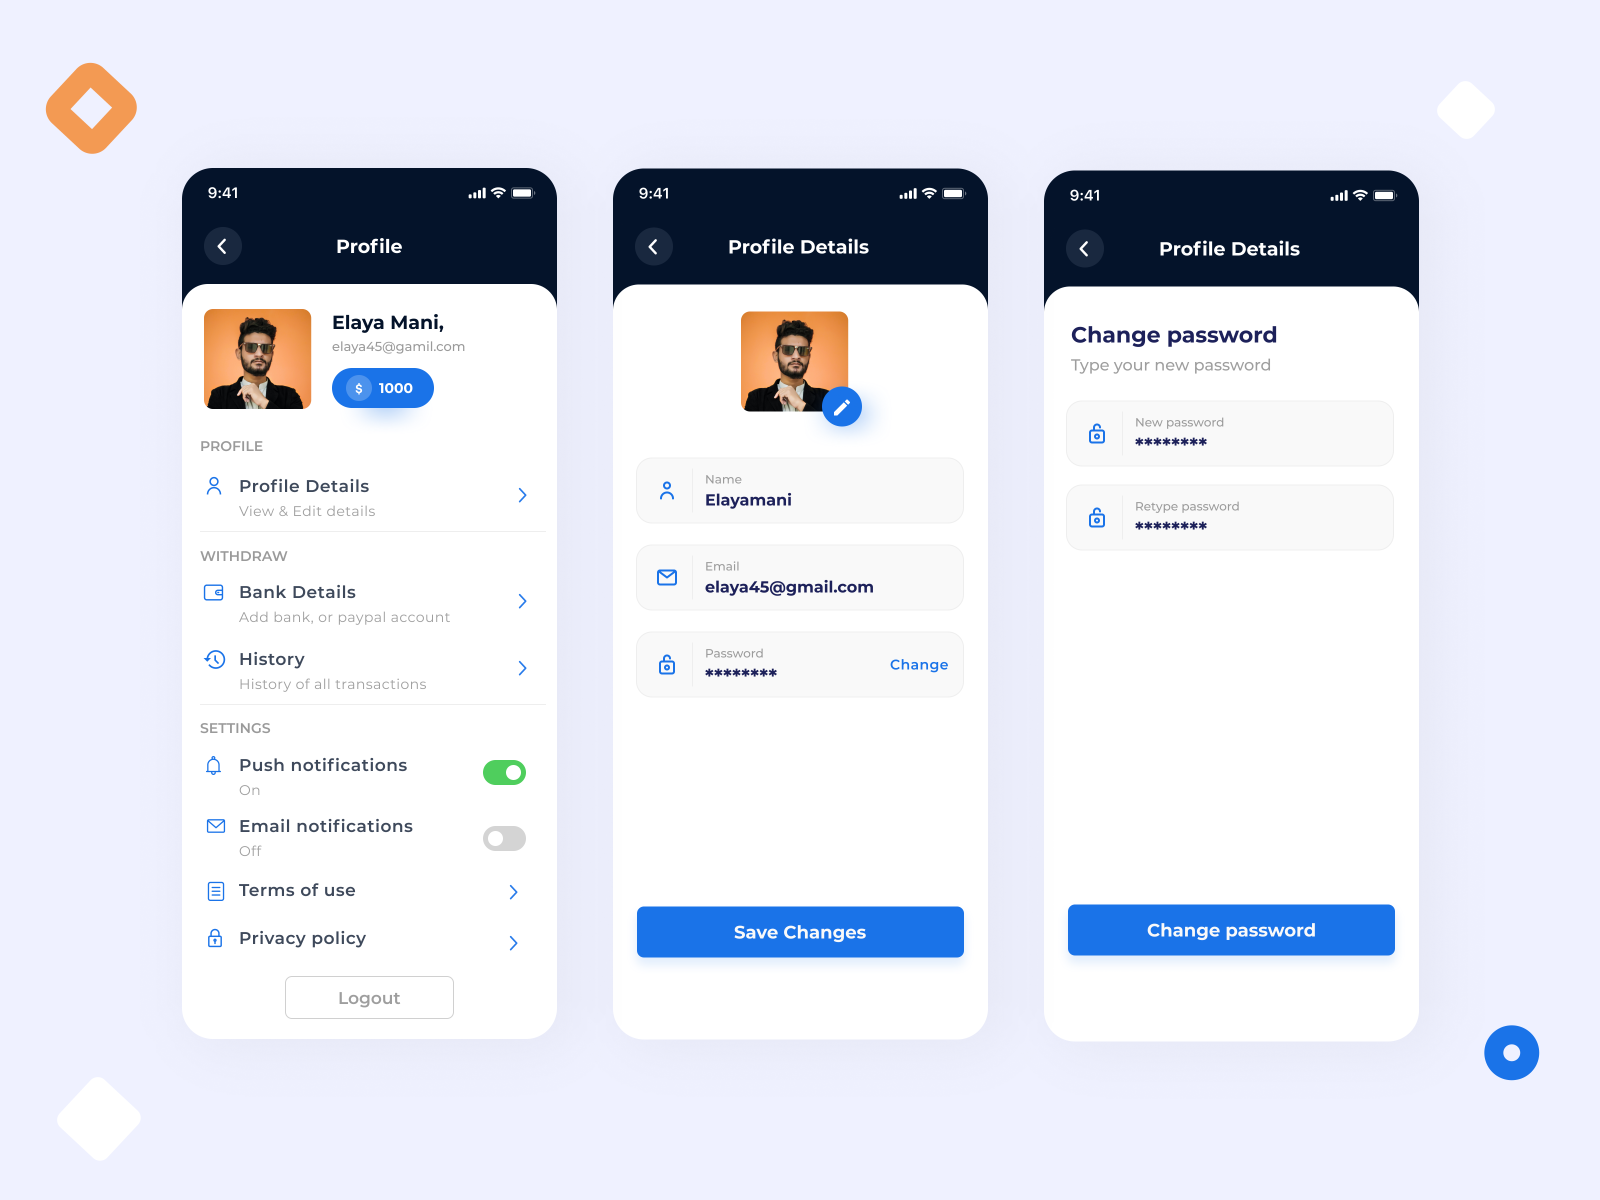 9:41
Profile
Elaya Mani,
elaya45@gamil.com
$ 1000
PROFILE
Profile Details
View & Edit details
WITHDRAW
Bank Details
Add bank, or paypal account
History
History of all transactions
SETTINGS
Push notifications
On
Email notifications
Off
Terms of use
Privacy policy
Logout
9:41
Profile Details
Name
Elayamani
Email
elaya45@gmail.com
Password
********
Change
Save Changes
9:41
Profile Details
Change password
Type your new password
New password
********
Retype password
********
Change password